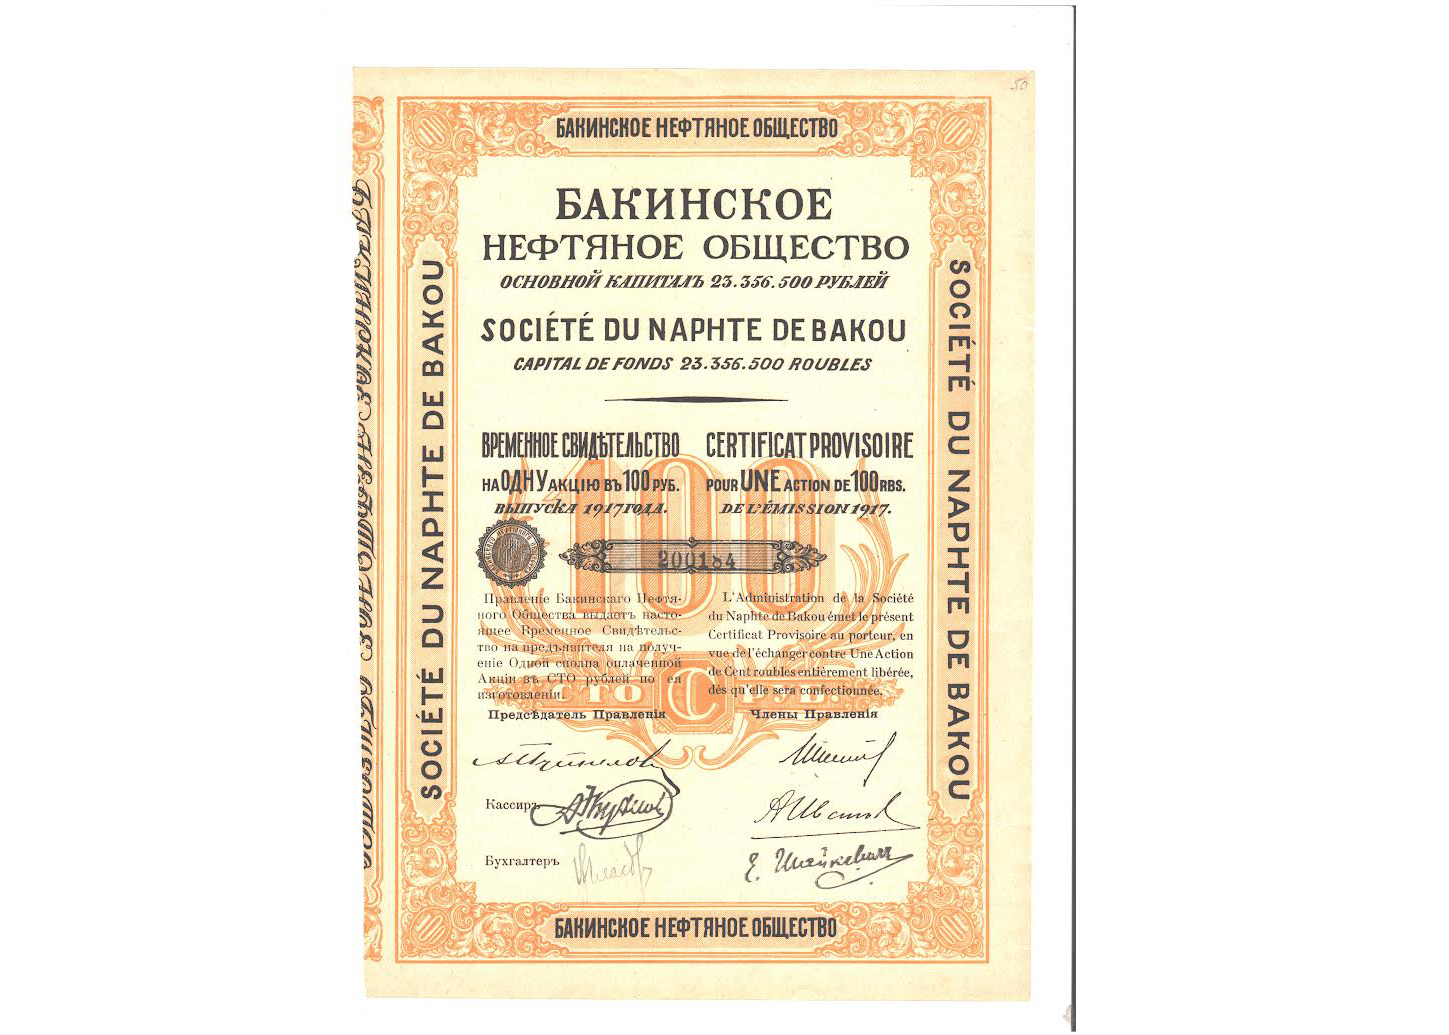 50
БАКИНСКОЕ НЕФТЯНОЕ ОБЩЕСТВО
БАКИНСКОЕ
НЕФТЯНОЕ ОБЩЕСТВО
ОСНОВНОЙ КАПИТАЛЪ 23.356.500 РУБЛЕЙ
SOCIÉTÉ DU NAPHTE DE BAKOU
CAPITAL DE FONDS 23.356.500 ROUBLES
SOCIÉTÉ DU NAPHTE DE BAKOU
SOCIÉTÉ DU NAPHTE DE BAKOU
ВРЕМЕННОЕ СВИДѢТЕЛЬСТВО
НА ОДНУ АКЦІЮ ВЪ 100 РУБ.
ВЫПУСКА 1917 ГОДА.
CERTIFICAT PROVISOIRE
POUR UNE ACTION DE 100 RBS.
DE L'ÉMISSION 1917.
100
200184
Правленіе Бакинскаго Нефтя-
ного Общества выдаетъ насто-
ящее Временное Свидѣтельс-
тво на предъявителя на получ-
еніе Одной сполна оплаченной
Акціи въ СТО рублей по ея
изготовленіи.
L'Administration de la Société
du Naphte de Bakou émet le présent
Certificat Provisoire au porteur, en
vue de l'échanger contre Une Action
de Cent roubles entièrement libérée,
dès qu'elle sera confectionnée.
СТО С РУБ.
Предсѣдатель Правленія
Члены Правленія
Кассиръ
Бухгалтеръ
БАКИНСКОЕ НЕФТЯНОЕ ОБЩЕСТВО